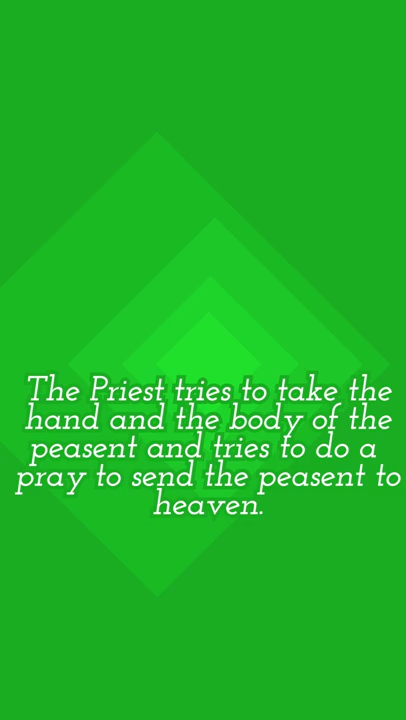 The Priest tries to take the
hand and the body of the
peasent and tries to do a
pray to send the peasent to
heaven.